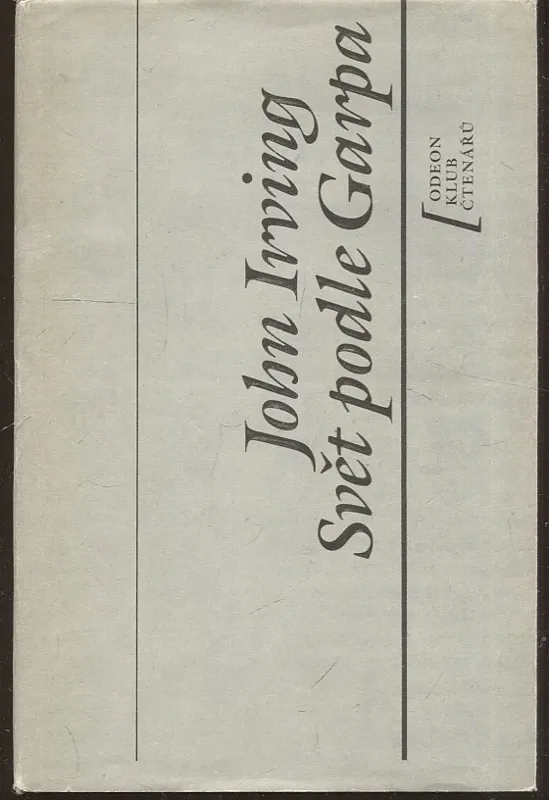 John Irving
Svět podle Garpa
ODEON
KLUB
ČTENÁŘŮ